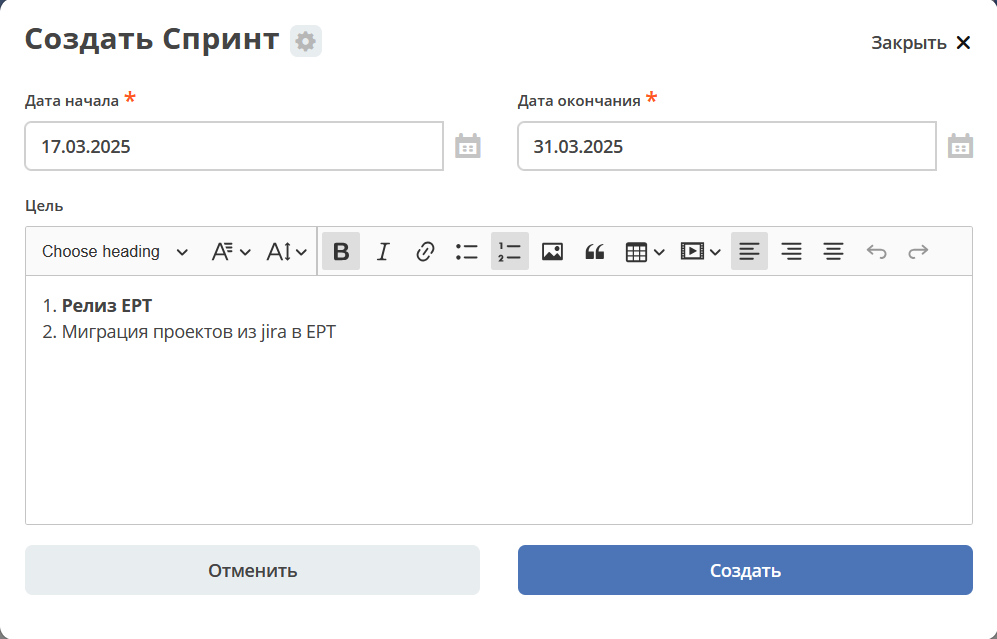 Создать Спринт
Закрыть
Дата начала *
Дата окончания *
17.03.2025
31.03.2025
Цель
Choose heading
1. Релиз EPT
2. Миграция проектов из jira в EPT
Отменить
Создать